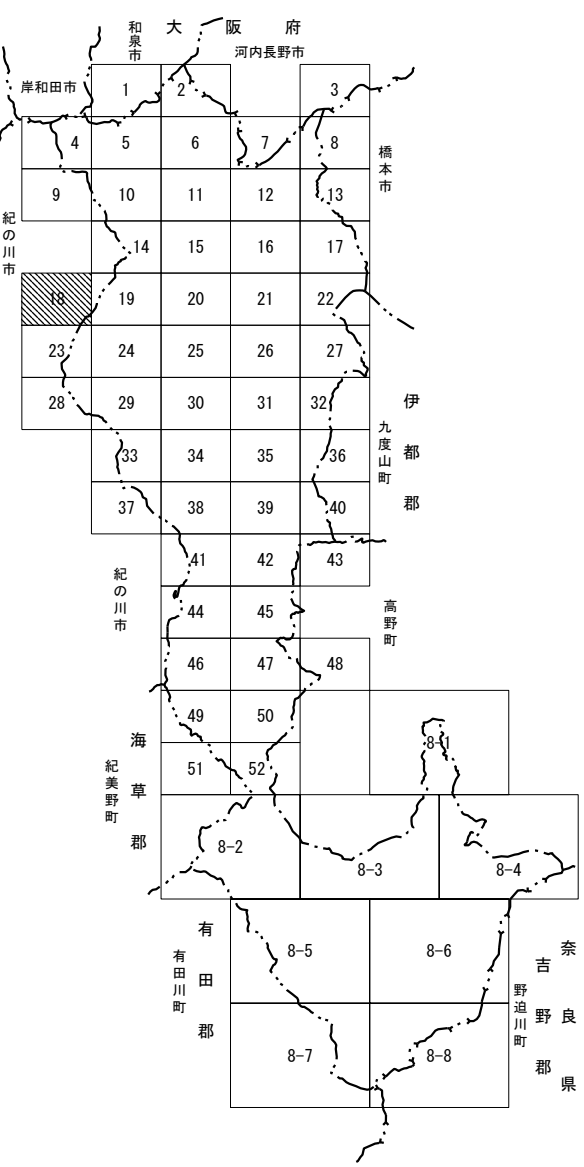 大阪府
和泉市
河内長野市
岸和田市
1 2 3
4 5 6 7 8
橋本市
9 10 11 12 13
紀の川市
14 15 16 17
18 19 20 21 22
23 24 25 26 27
28 29 30 31 32
伊都郡
九度山町
33 34 35 36
37 38 39 40
41 42 43
紀の川市
44 45
高野町
46 47 48
49 50
8-1
海草郡
紀美野町
51 52
8-2 8-3 8-4
有田郡
有田川町
8-5 8-6
奈良県
吉野郡
野迫川町
8-7 8-8